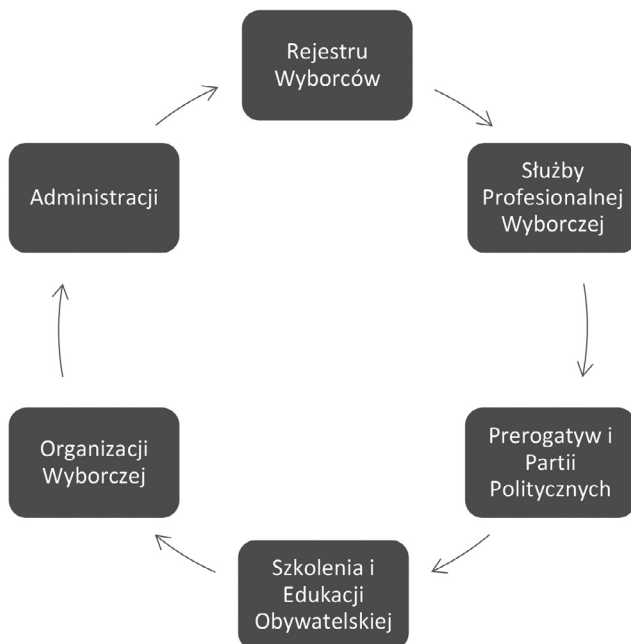 Rejestru
Wyborców
Służby
Profesionalnej
Wyborczej
Prerogatyw i
Partii
Politycznych
Szkolenia i
Edukacji
Obywatelskiej
Organizacji
Wyborczej
Administracji